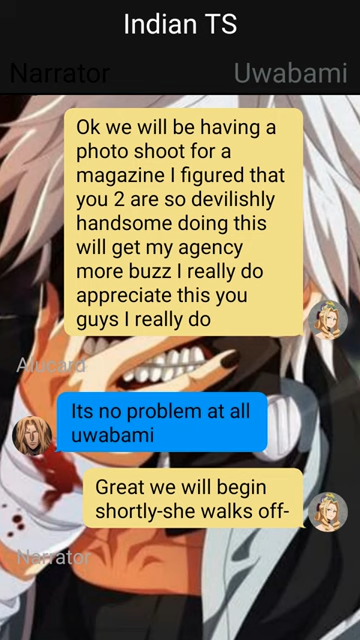 Indian TS
Narrator Uwabami
Ok we will be having a
photo shoot for a
magazine I figured that
you 2 are so devilishly
handsome doing this
will get my agency
more buzz I really do
appreciate this you
guys I really do
Alucard
Its no problem at all
uwabami
Great we will begin
shortly-she walks off-
Narrator